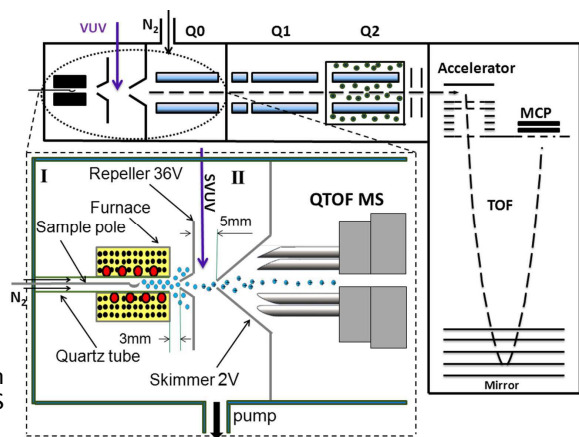 VUV
N2
Q0
Q1
Q2
Accelerator
MCP
TOF
Mirror
I
Repeller 36V
SVUV
II
Furnace
5mm
QTOF MS
Sample pole
N2
3mm
Quartz tube
Skimmer 2V
pump